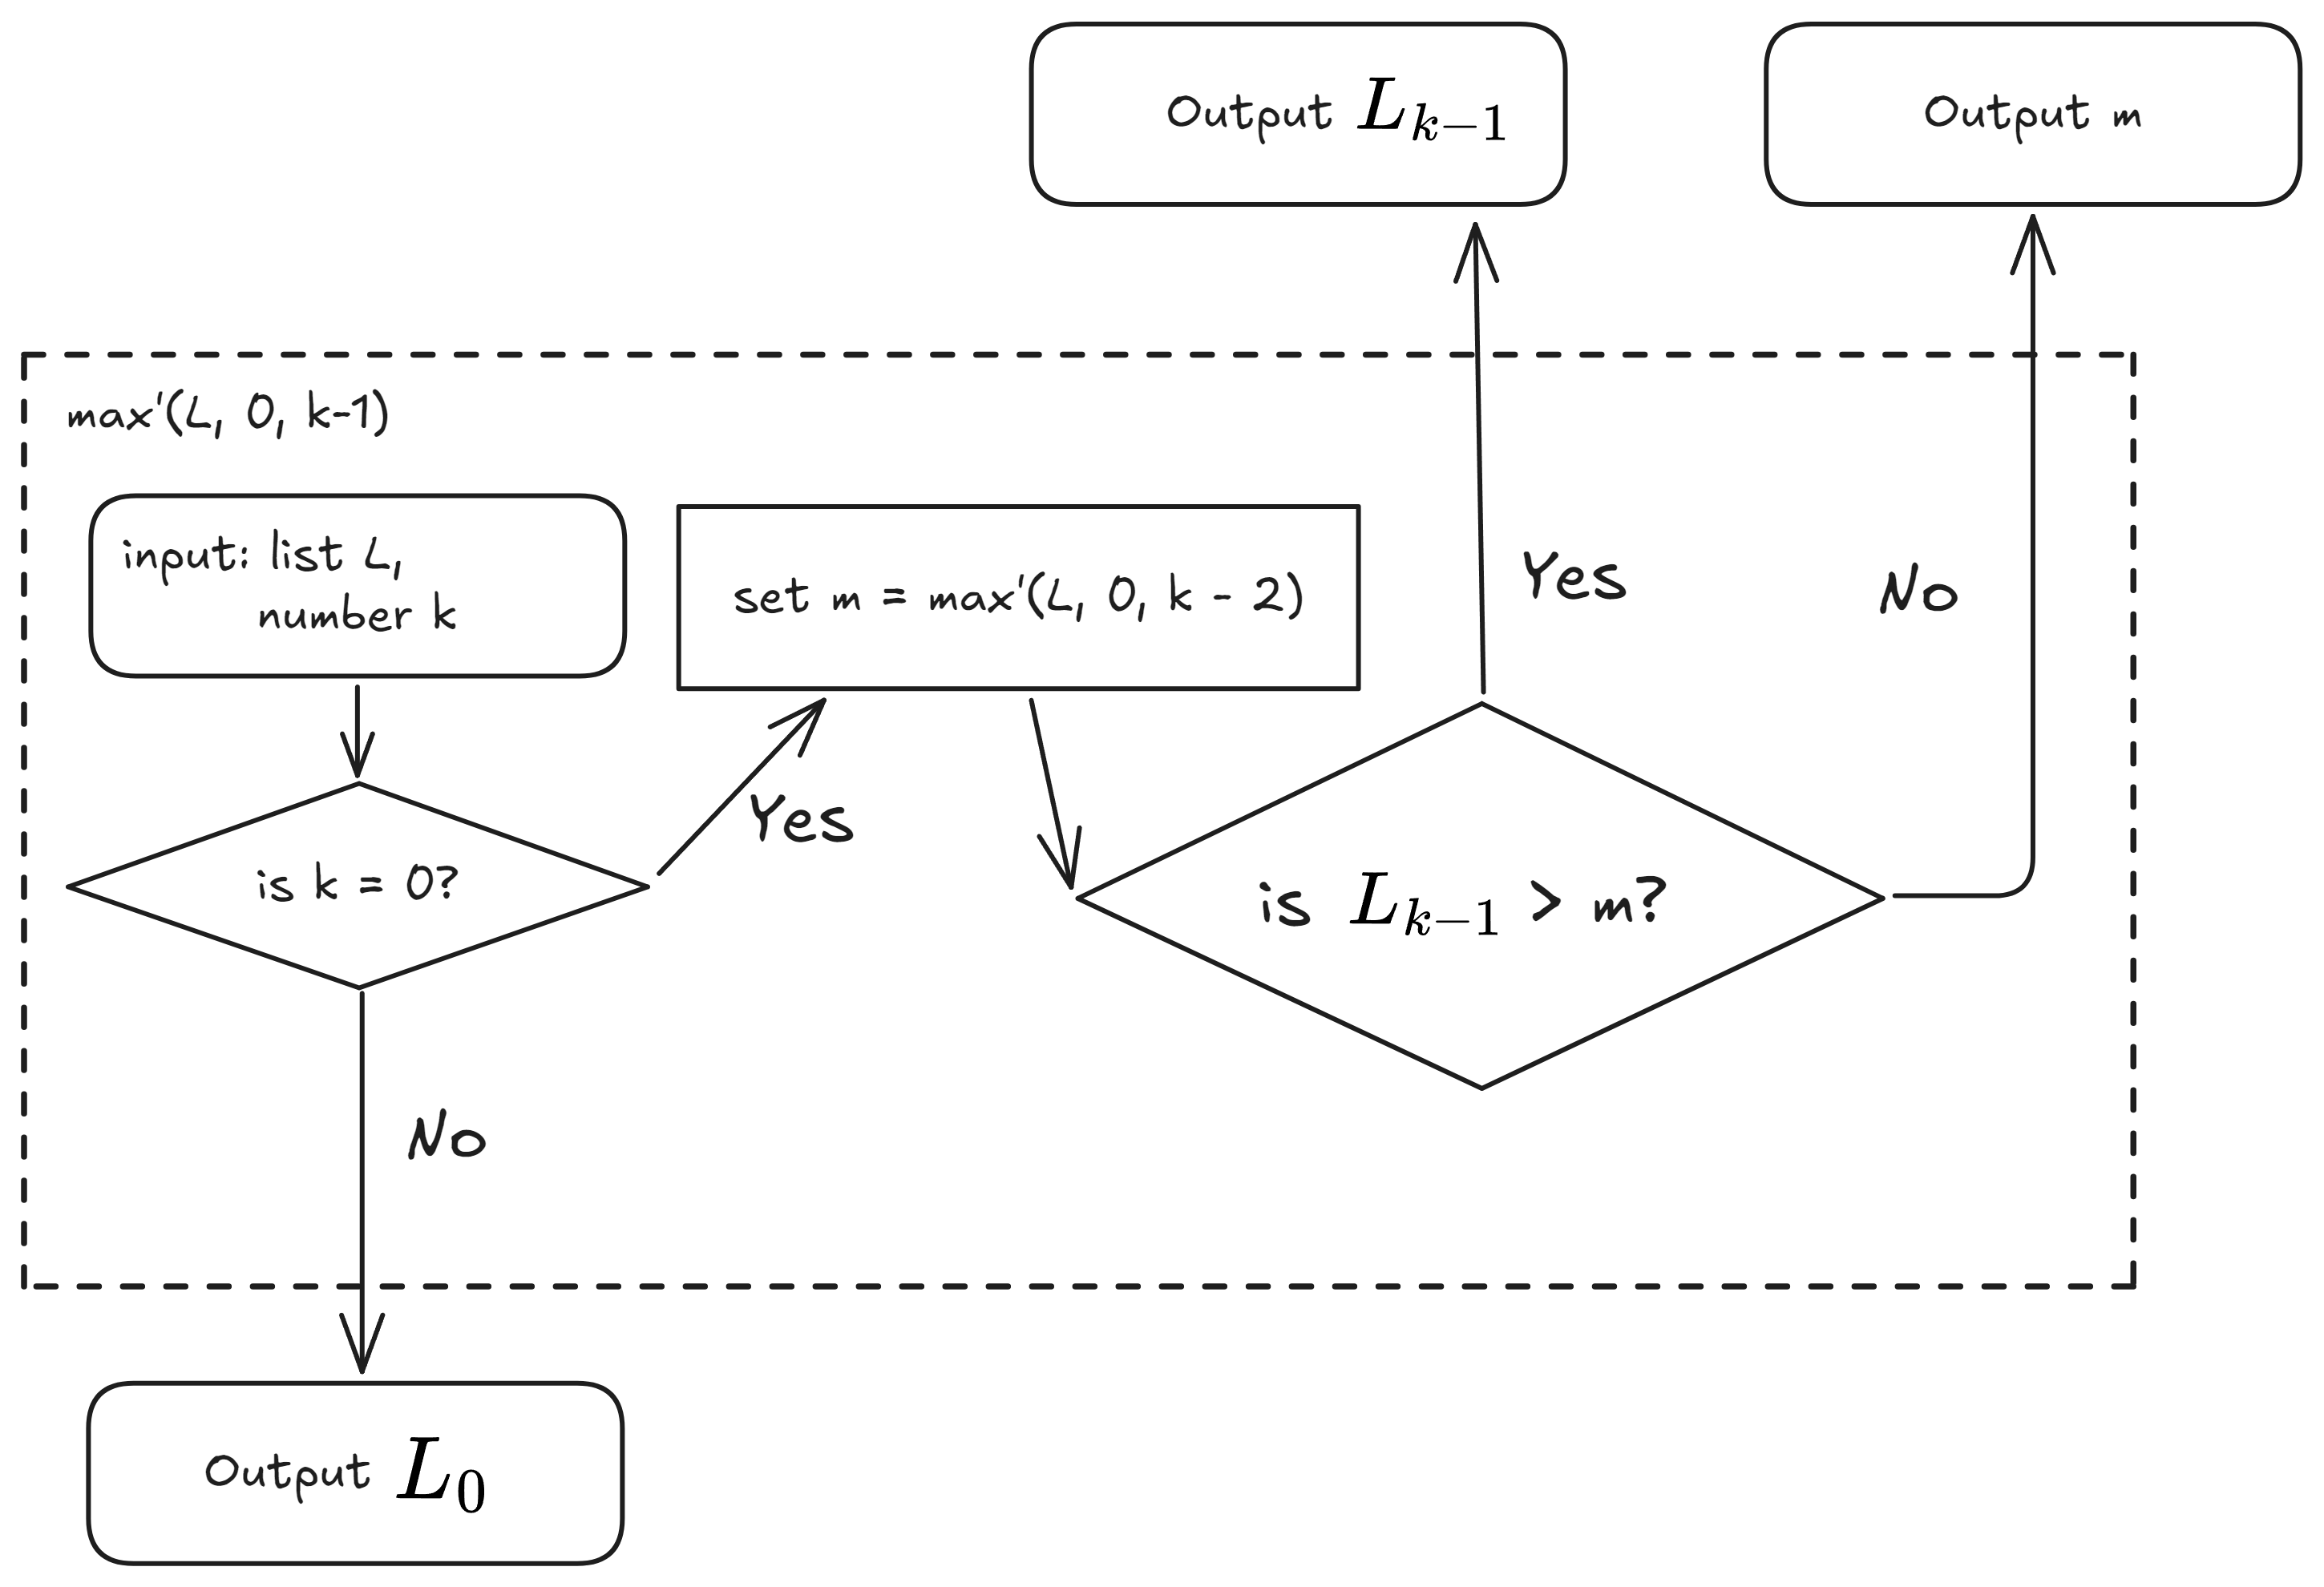 Output L_{k-1}
Output m
max'(L, 0, k-1)
input: list L,
number k
set m = max'(L, 0, k - 2)
Yes
No
Yes
is k = 0?
is L_{k-1} > m?
No
Output L_0